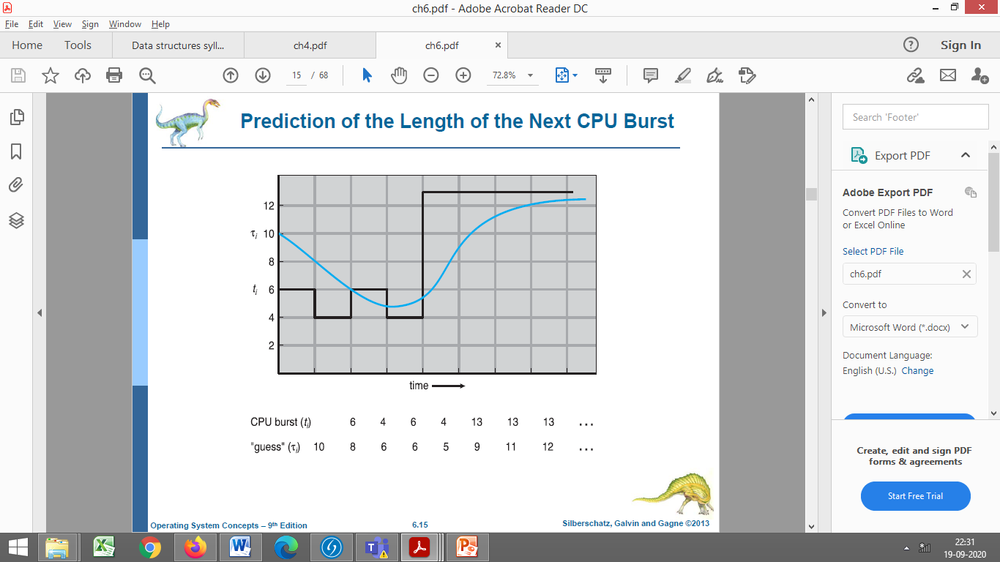 ch6.pdf - Adobe Acrobat Reader DC
File Edit View Sign Window Help
Home Tools Data structures syll... ch4.pdf ch6.pdf × Sign In
15 / 68 72.8%
Prediction of the Length of the Next CPU Burst
12
τi 10
8
ti 6
4
2
time
CPU burst (ti) 6 4 6 4 13 13 13 ...
"guess" (τi) 10 8 6 6 5 9 11 12 ...
Operating System Concepts – 9th Edition 6.15 Silberschatz, Galvin and Gagne ©2013
Search 'Footer'
Export PDF
Adobe Export PDF
Convert PDF Files to Word
or Excel Online
Select PDF File
ch6.pdf
Convert to
Microsoft Word (*.docx)
Document Language:
English (U.S.) Change
Create, edit and sign PDF
forms & agreements
Start Free Trial
22:31
19-09-2020